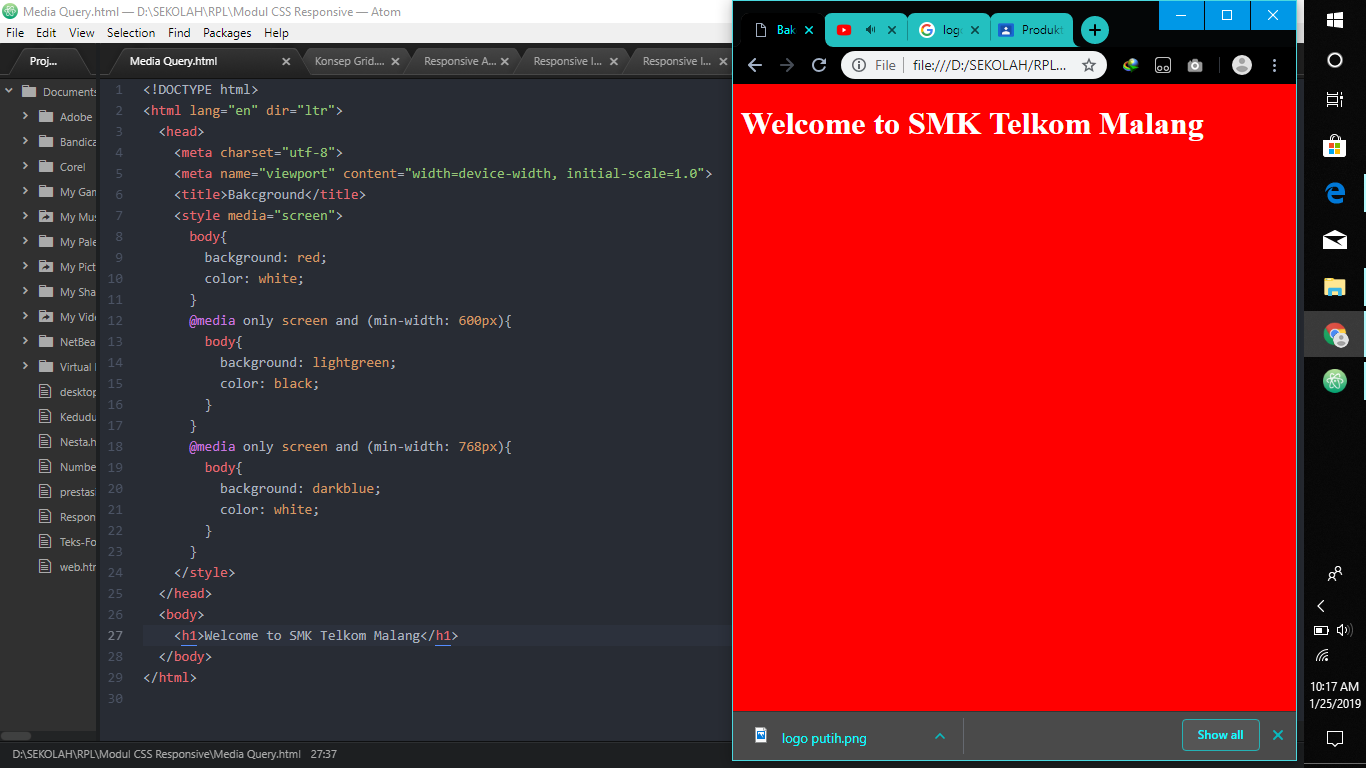 Media Query.html — D:\SEKOLAH\RPL\Modul CSS Responsive — Atom
File Edit View Selection Find Packages Help
Proj...
Media Query.html
Konsep Grid....
Responsive A...
Responsive I...
Responsive I...
Documents
Adobe
Bandica
Corel
My Gam
My Mus
My Pale
My Pict
My Sha
My Vide
NetBea
Virtual
desktop
Kedudu
Nesta.h
Numbe
prestas
Respon
Teks-Fo
web.htm
1 <!DOCTYPE html>
2 <html lang="en" dir="ltr">
3 <head>
4 <meta charset="utf-8">
5 <meta name="viewport" content="width=device-width, initial-scale=1.0">
6 <title>Bakcground</title>
7 <style media="screen">
8 body{
9 background: red;
10 color: white;
11 }
12 @media only screen and (min-width: 600px){
13 body{
14 background: lightgreen;
15 color: black;
16 }
17 }
18 @media only screen and (min-width: 768px){
19 body{
20 background: darkblue;
21 color: white;
22 }
23 }
24 </style>
25 </head>
26 <body>
27 <h1>Welcome to SMK Telkom Malang</h1>
28 </body>
29 </html>
30
D:\SEKOLAH\RPL\Modul CSS Responsive\Media Query.html 27:37
Bak
logo
Produkt
File file:///D:/SEKOLAH/RPL...
Welcome to SMK Telkom Malang
logo putih.png
Show all
10:17 AM
1/25/2019